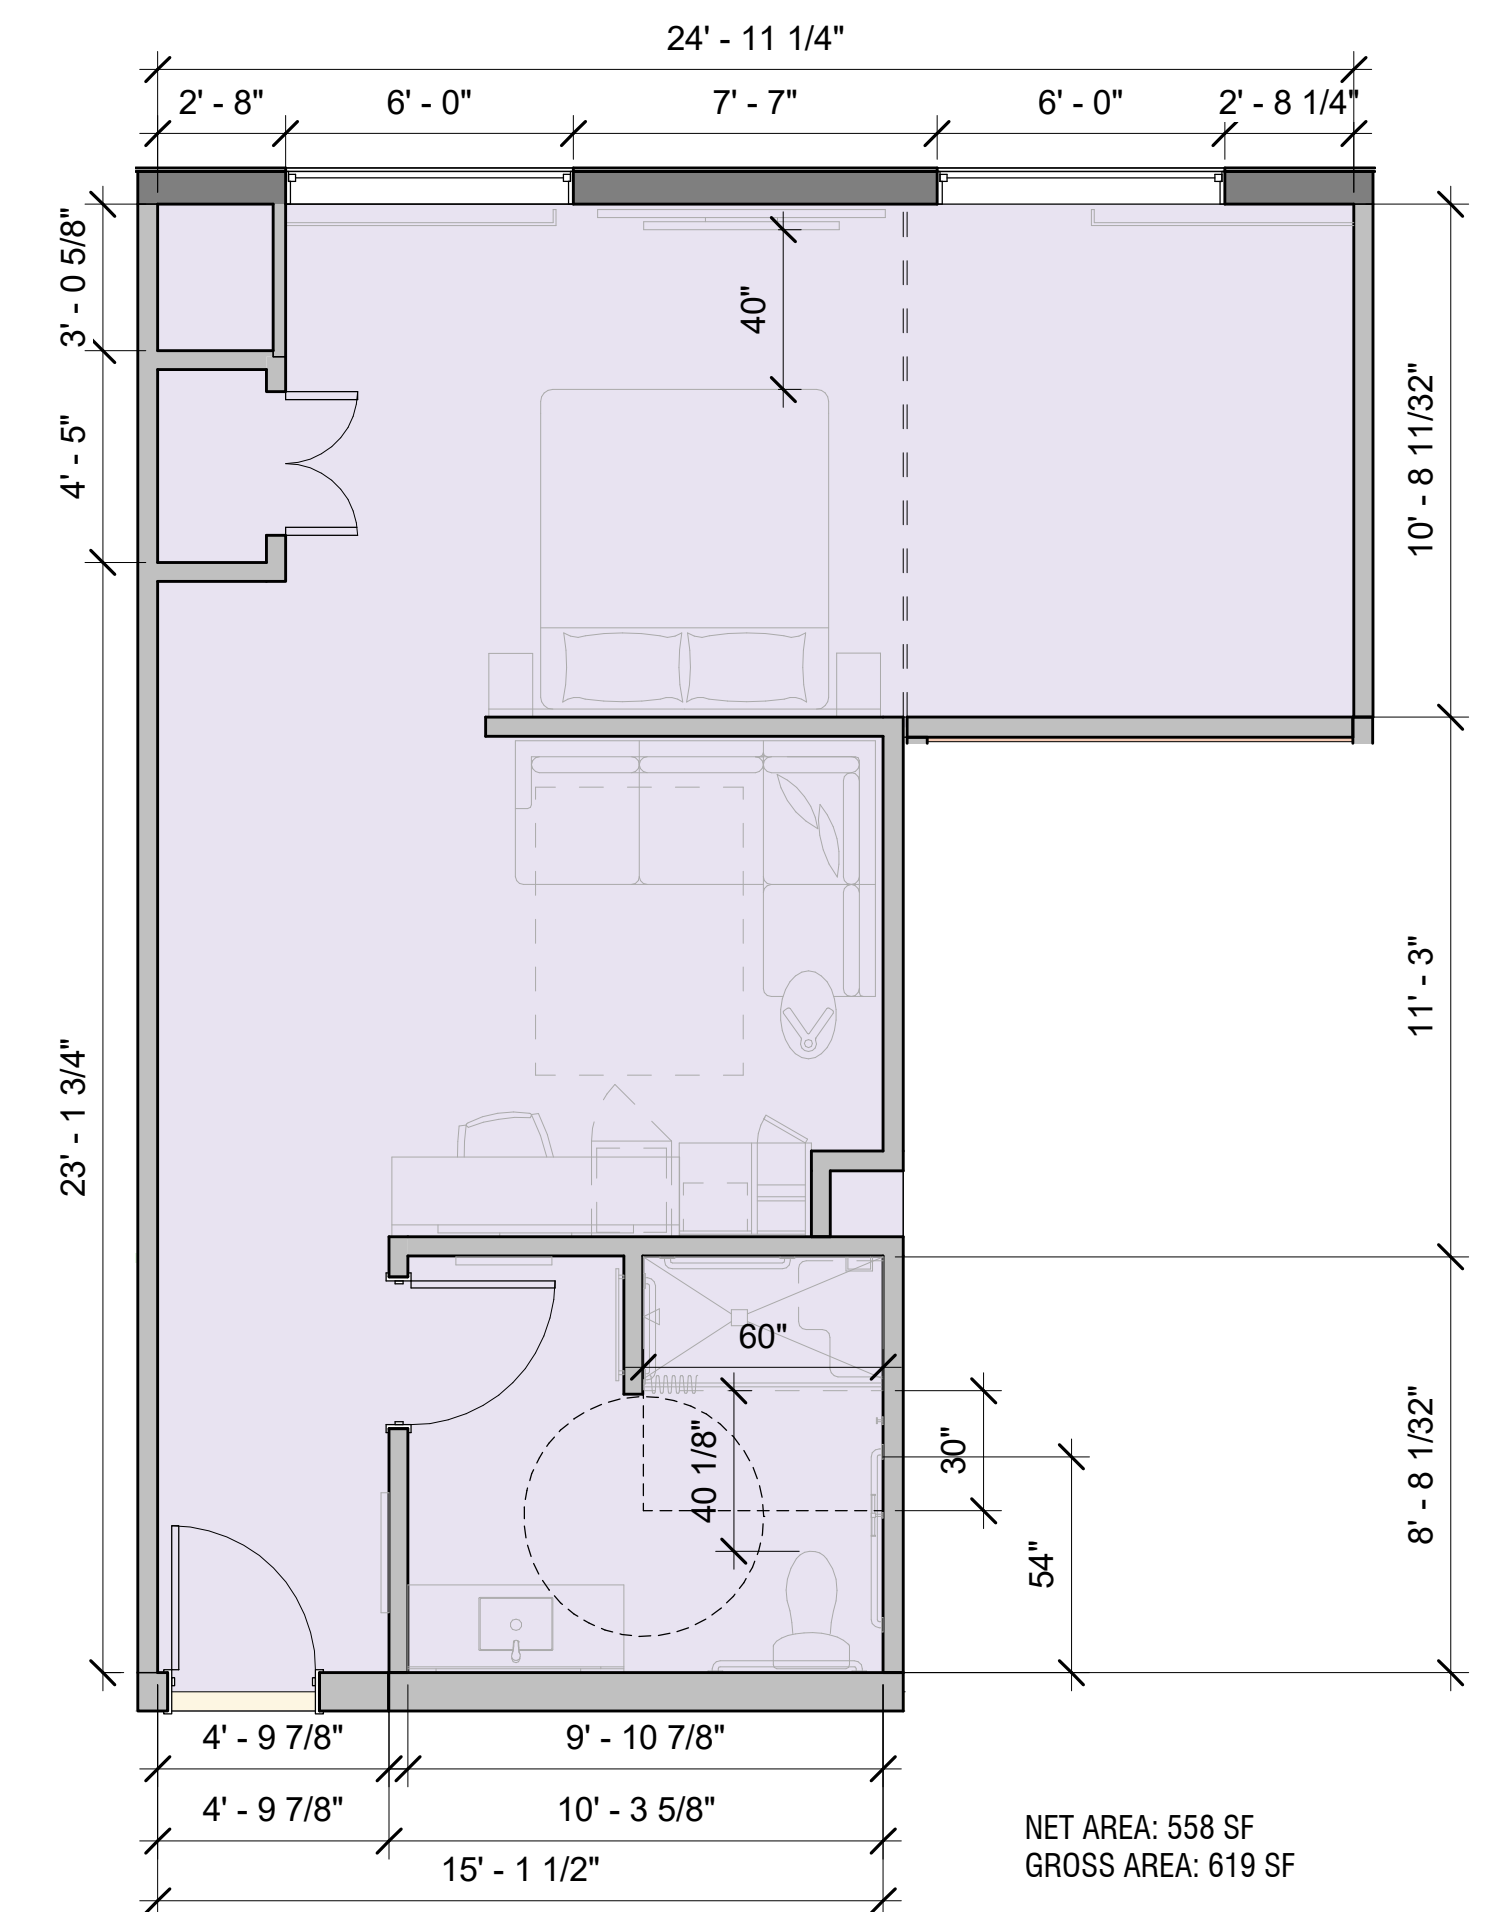 24' - 11 1/4"
2' - 8"
6' - 0"
7' - 7"
6' - 0"
2' - 8 1/4"
3' - 0 5/8"
40"
4' - 5"
10' - 8 11/32"
11' - 3"
23' - 1 3/4"
60"
40 1/8"
30"
54"
8' - 8 1/32"
4' - 9 7/8"
9' - 10 7/8"
4' - 9 7/8"
10' - 3 5/8"
15' - 1 1/2"
NET AREA: 558 SF
GROSS AREA: 619 SF